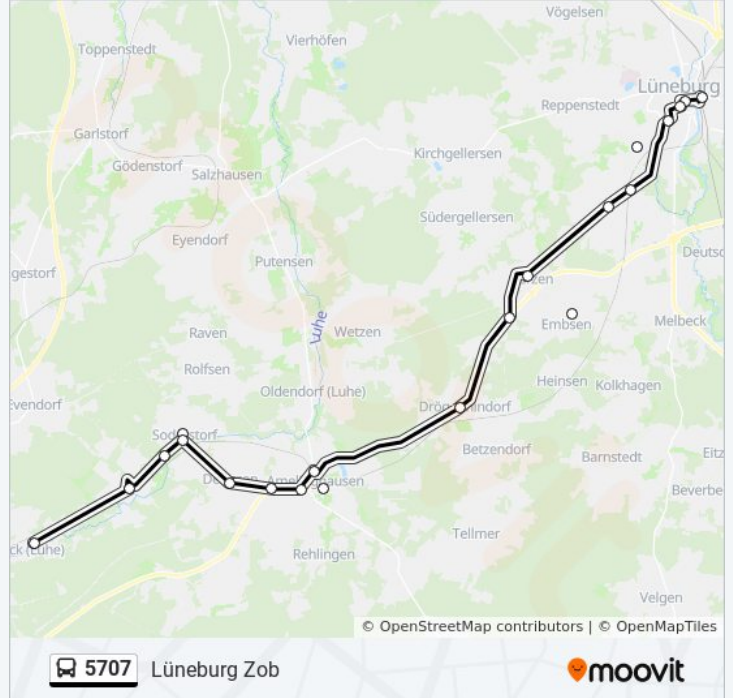 Vögelsen
Toppenstedt
Vierhöfen
Lüneburg
Reppenstedt
Garlstorf
Kirchgellersen
Gödenstorf
Salzhausen
Südergellersen
Eyendorf
Putensen
gestorf
Deutsc
Luhe
Embsen
Melbeck
Raven
Wetzen
Rolfsen
Heinsen
Kolkhagen
Oldendorf (Luhe)
Evendorf
Betzendorf
Barnstedt
Eitz
Beverbe
ck (Luhe)
Rehlingen
Tellmer
Velgen
© OpenStreetMap contributors | © OpenMapTiles
5707 Lüneburg Zob
moovit